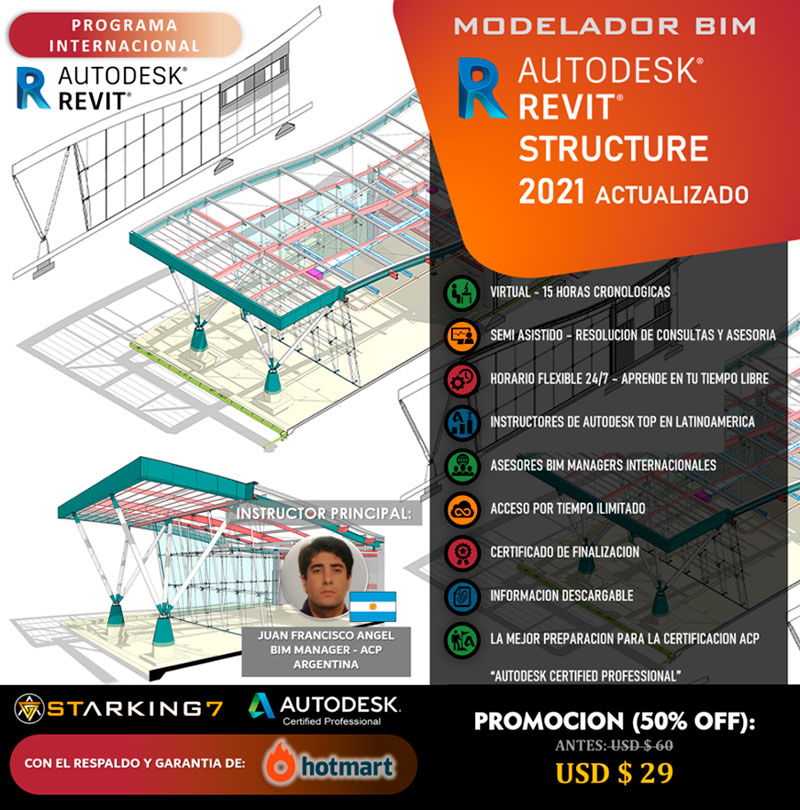 PROGRAMA
INTERNACIONAL
R AUTODESK®
REVIT®
MODELADOR BIM
R AUTODESK®
REVIT®
STRUCTURE
2021 ACTUALIZADO
VIRTUAL - 15 HORAS CRONOLOGICAS
SEMI ASISTIDO – RESOLUCION DE CONSULTAS Y ASESORIA
HORARIO FLEXIBLE 24/7 – APRENDE EN TU TIEMPO LIBRE
INSTRUCTORES DE AUTODESK TOP EN LATINOAMERICA
ASESORES BIM MANAGERS INTERNACIONALES
ACCESO POR TIEMPO ILIMITADO
CERTIFICADO DE FINALIZACION
INFORMACION DESCARGABLE
LA MEJOR PREPARACION PARA LA CERTIFICACION ACP
“AUTODESK CERTIFIED PROFESSIONAL”
INSTRUCTOR PRINCIPAL:
JUAN FRANCISCO ANGEL
BIM MANAGER - ACP
ARGENTINA
STARKING7
AUTODESK.
Certified Professional
CON EL RESPALDO Y GARANTIA DE:
hotmart
PROMOCION (50% OFF):
ANTES: USD $ 60
USD $ 29